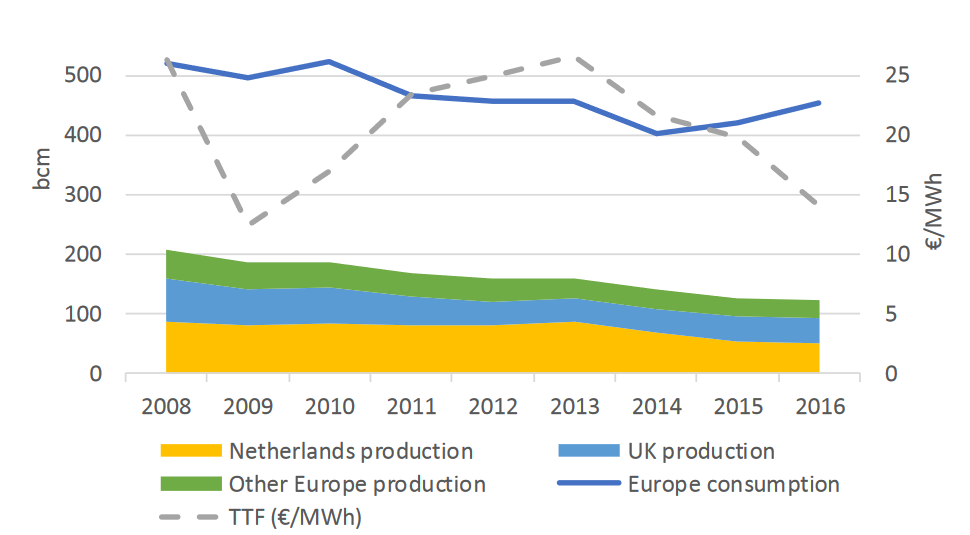 500
400
300
200
100
0
bcm
25
20
15
10
5
0
€/MWh
2008 2009 2010 2011 2012 2013 2014 2015 2016
Netherlands production UK production
Other Europe production Europe consumption
TTF (€/MWh)